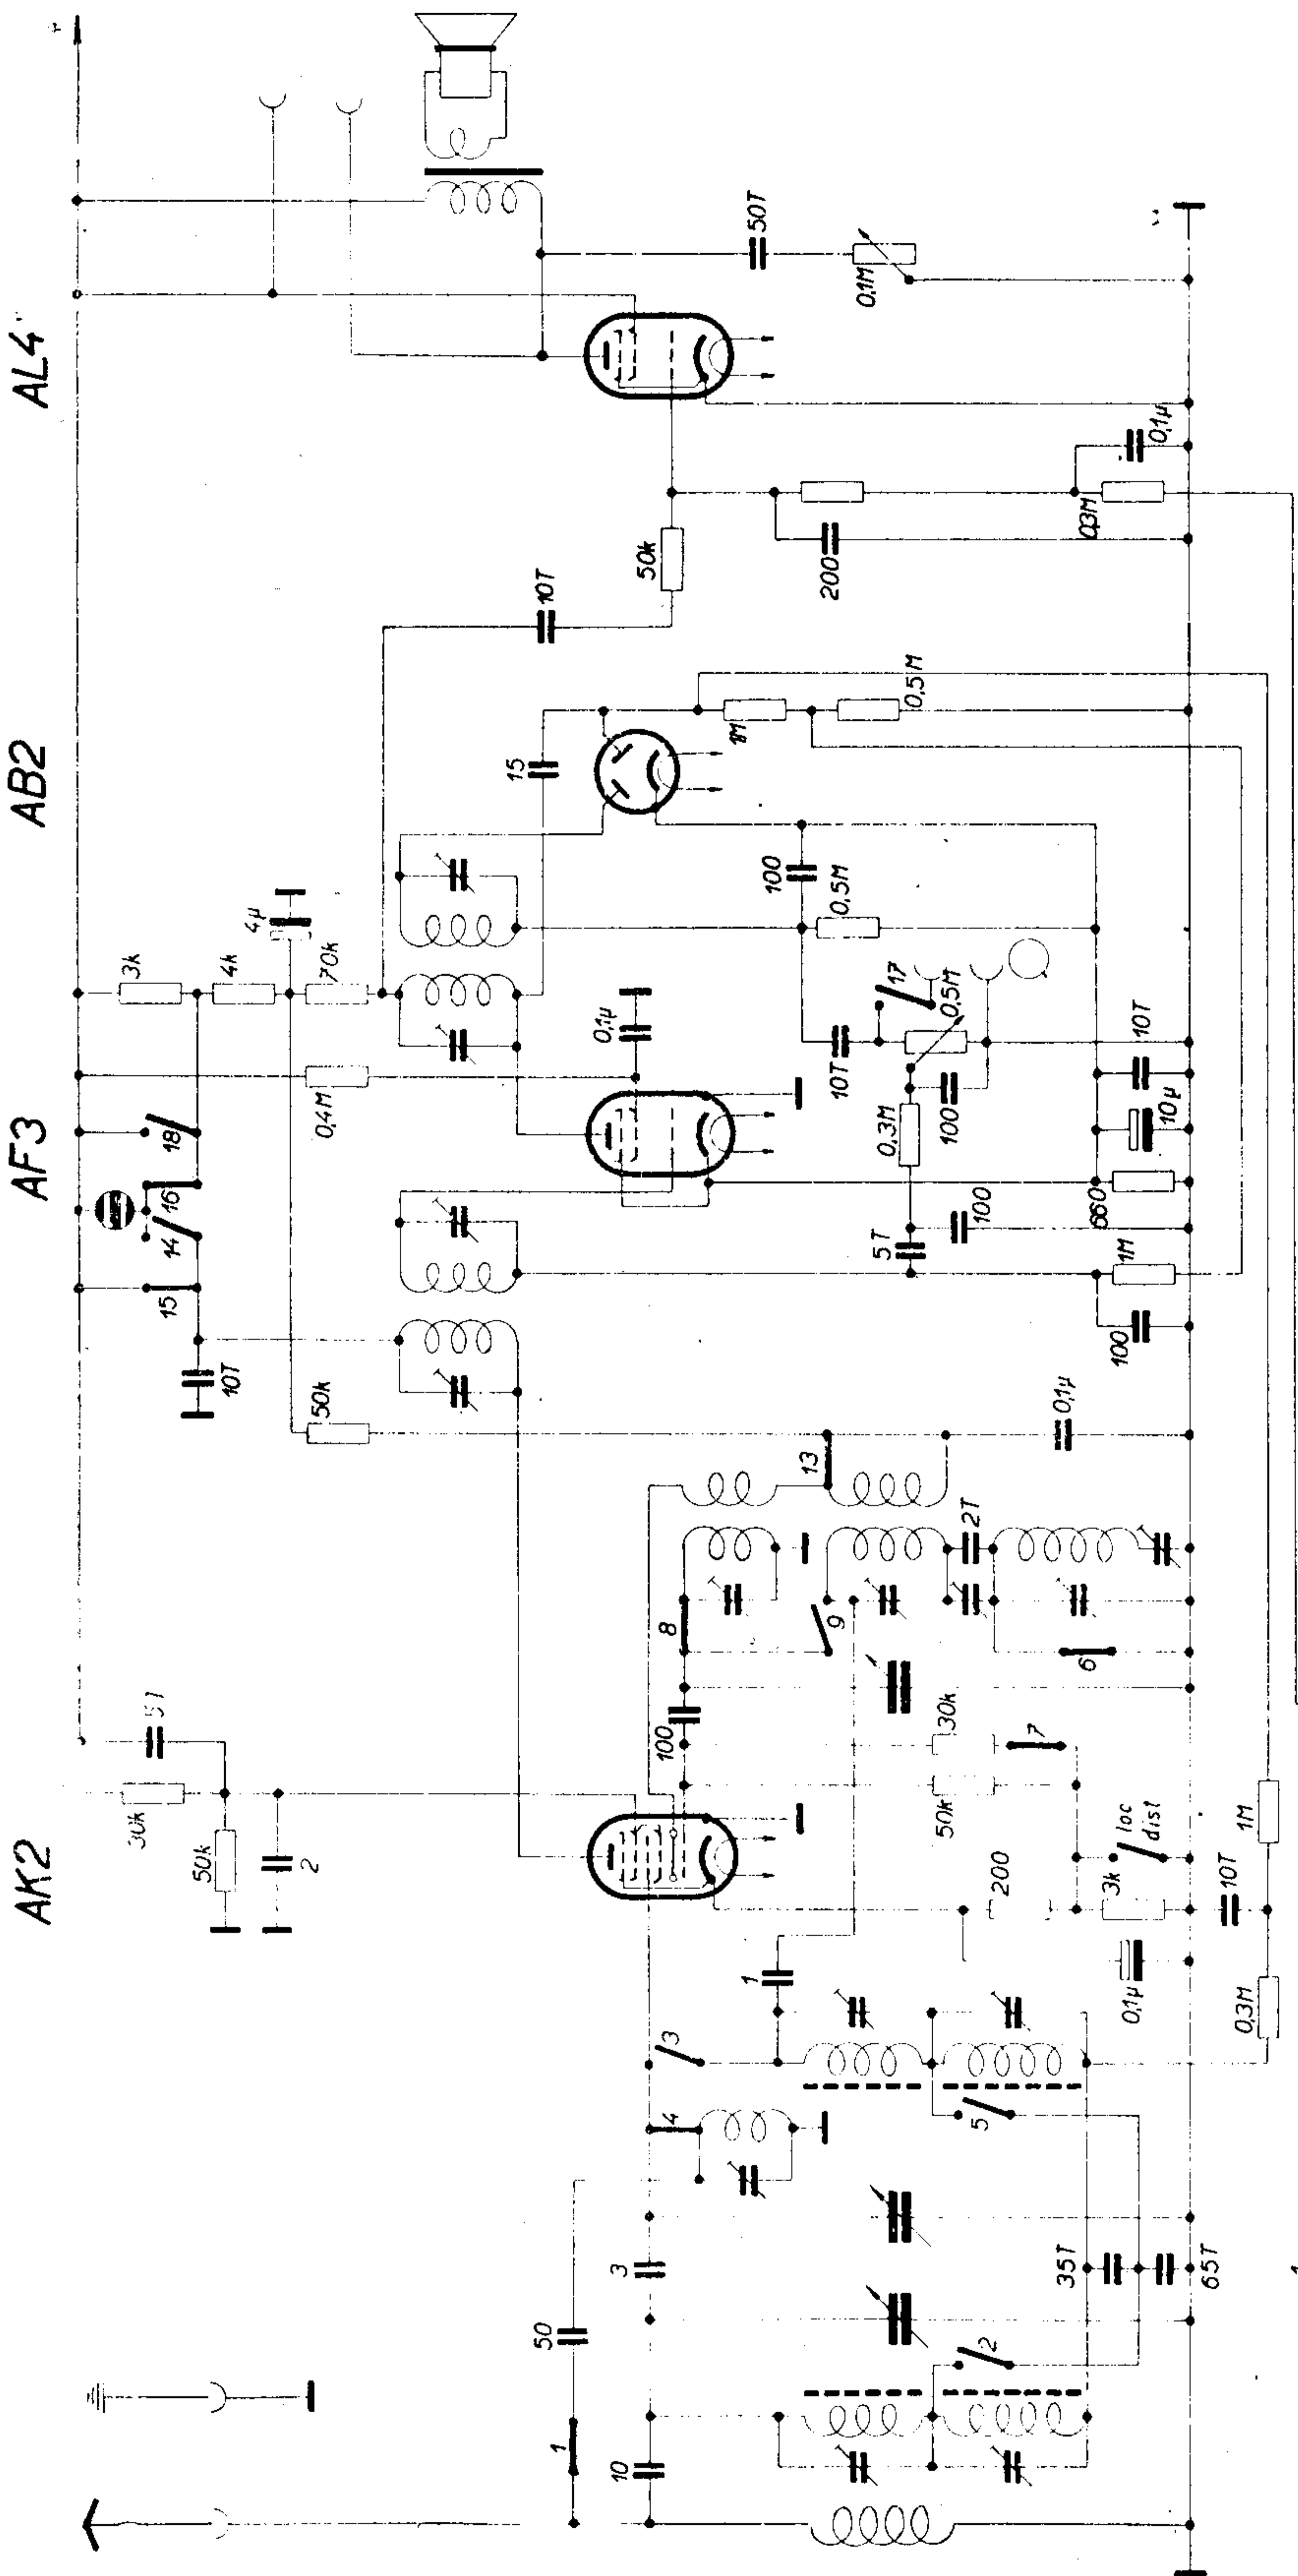 AK2
AF3
AB2
AL4
30k
50k
2
15
14
16
18
10T
3k
4k
4µ
70k
0,4M
50k
0,1µ
15
10T
50k
50T
0,1M
200
0,3M
0,1µ
1M
0,5M
100
0,5M
17
0,5M
10T
0,3M
100
5T
100
10T
10µ
660
1M
100
13
0,1µ
8
9
2T
6
100
30k
7
50k
200
loc
dist
3k
10T
1M
0,1µ
0,3M
1
3
4
5
50
3
1
10
2
35T
65T